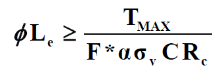 ϕL_e ≥ T_MAX / (F*ασ_v CR_c)